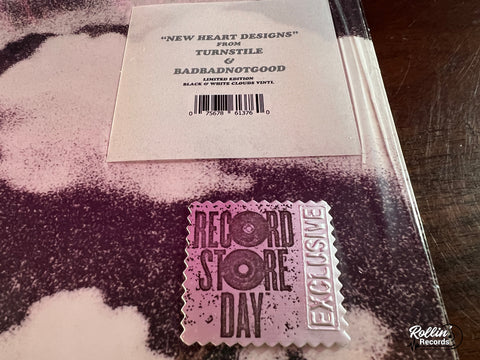 "NEW HEART DESIGNS"
FROM
TURNSTILE
&
BADBADNOTGOOD
LIMITED EDITION
BLACK & WHITE CLOUDS VINYL
0 75678 61376 0
RECORD
STORE
DAY
EXCLUSIVE
Rollin'
Records